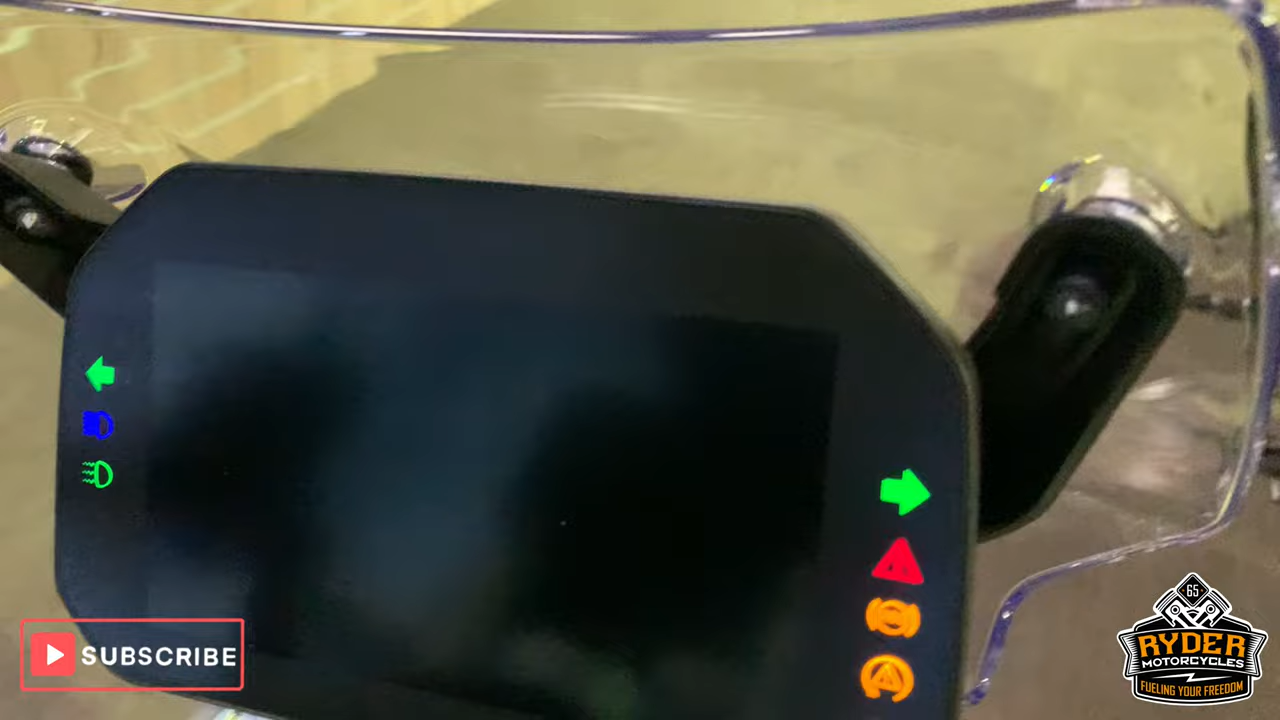 SUBSCRIBE
65
RYDER
MOTORCYCLES
FUELING YOUR FREEDOM